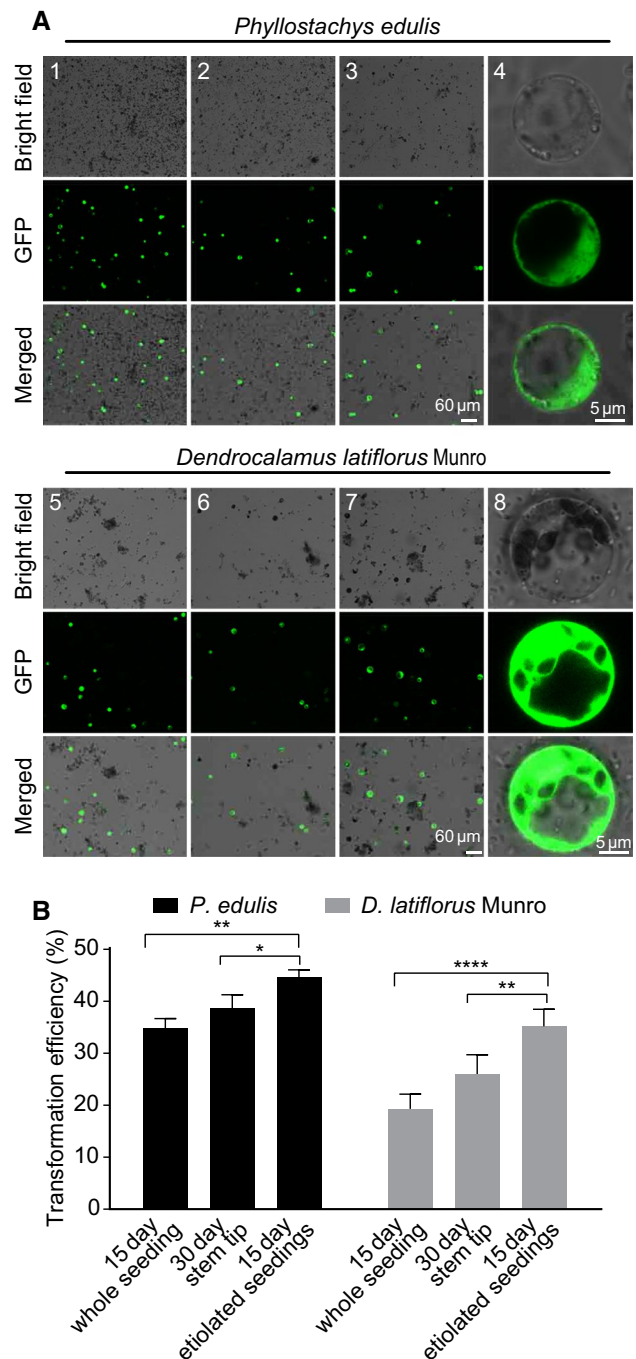 A
Phyllostachys edulis
Bright field
1
2
3
4
GFP
Merged
60 µm
5 µm
Dendrocalamus latiflorus Munro
Bright field
5
6
7
8
GFP
Merged
60 µm
5 µm
B
P. edulis
D. latiflorus Munro
Transformation efficiency (%)
50
40
30
20
10
0
**
*
****
**
15 day
whole seeding
30 day
stem tip
15 day
etiolated seedings
15 day
whole seeding
30 day
stem tip
15 day
etiolated seedings